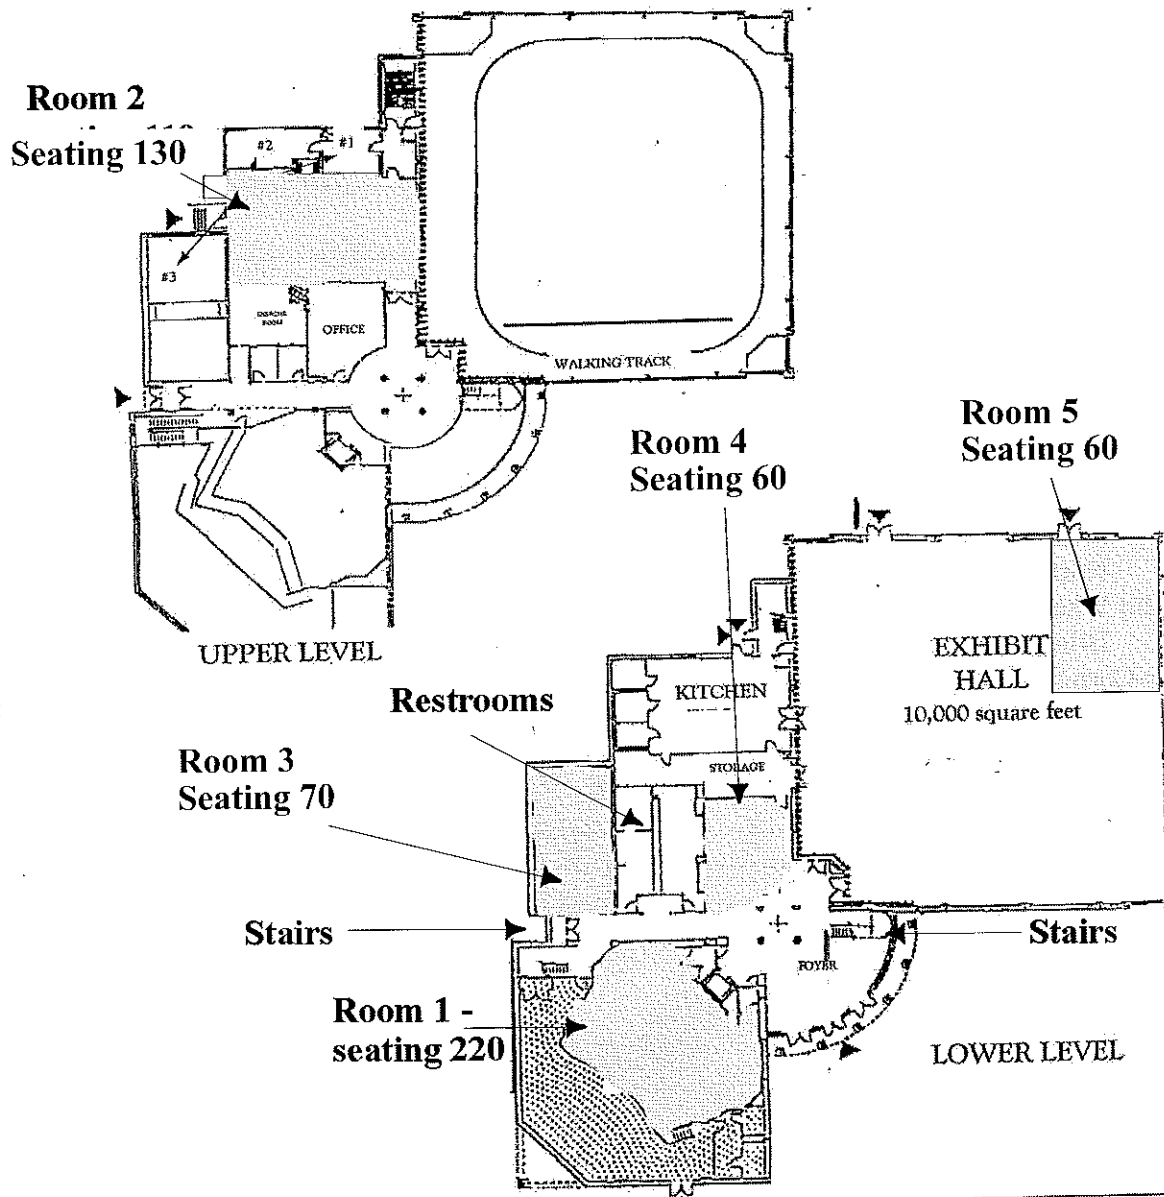 Room 2
Seating 130
#2
#1
#3
OFFICE
WALKING TRACK
UPPER LEVEL
Room 4
Seating 60
Room 5
Seating 60
EXHIBIT
HALL
10,000 square feet
KITCHEN
Restrooms
STORAGE
Room 3
Seating 70
Stairs
Stairs
FOYER
Room 1 -
seating 220
LOWER LEVEL